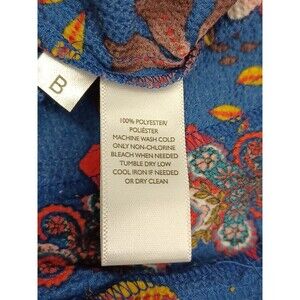 B
100% POLYESTER/
POLIÉSTER
MACHINE WASH COLD
ONLY NON-CHLORINE
BLEACH WHEN NEEDED
TUMBLE DRY LOW
COOL IRON IF NEEDED
OR DRY CLEAN